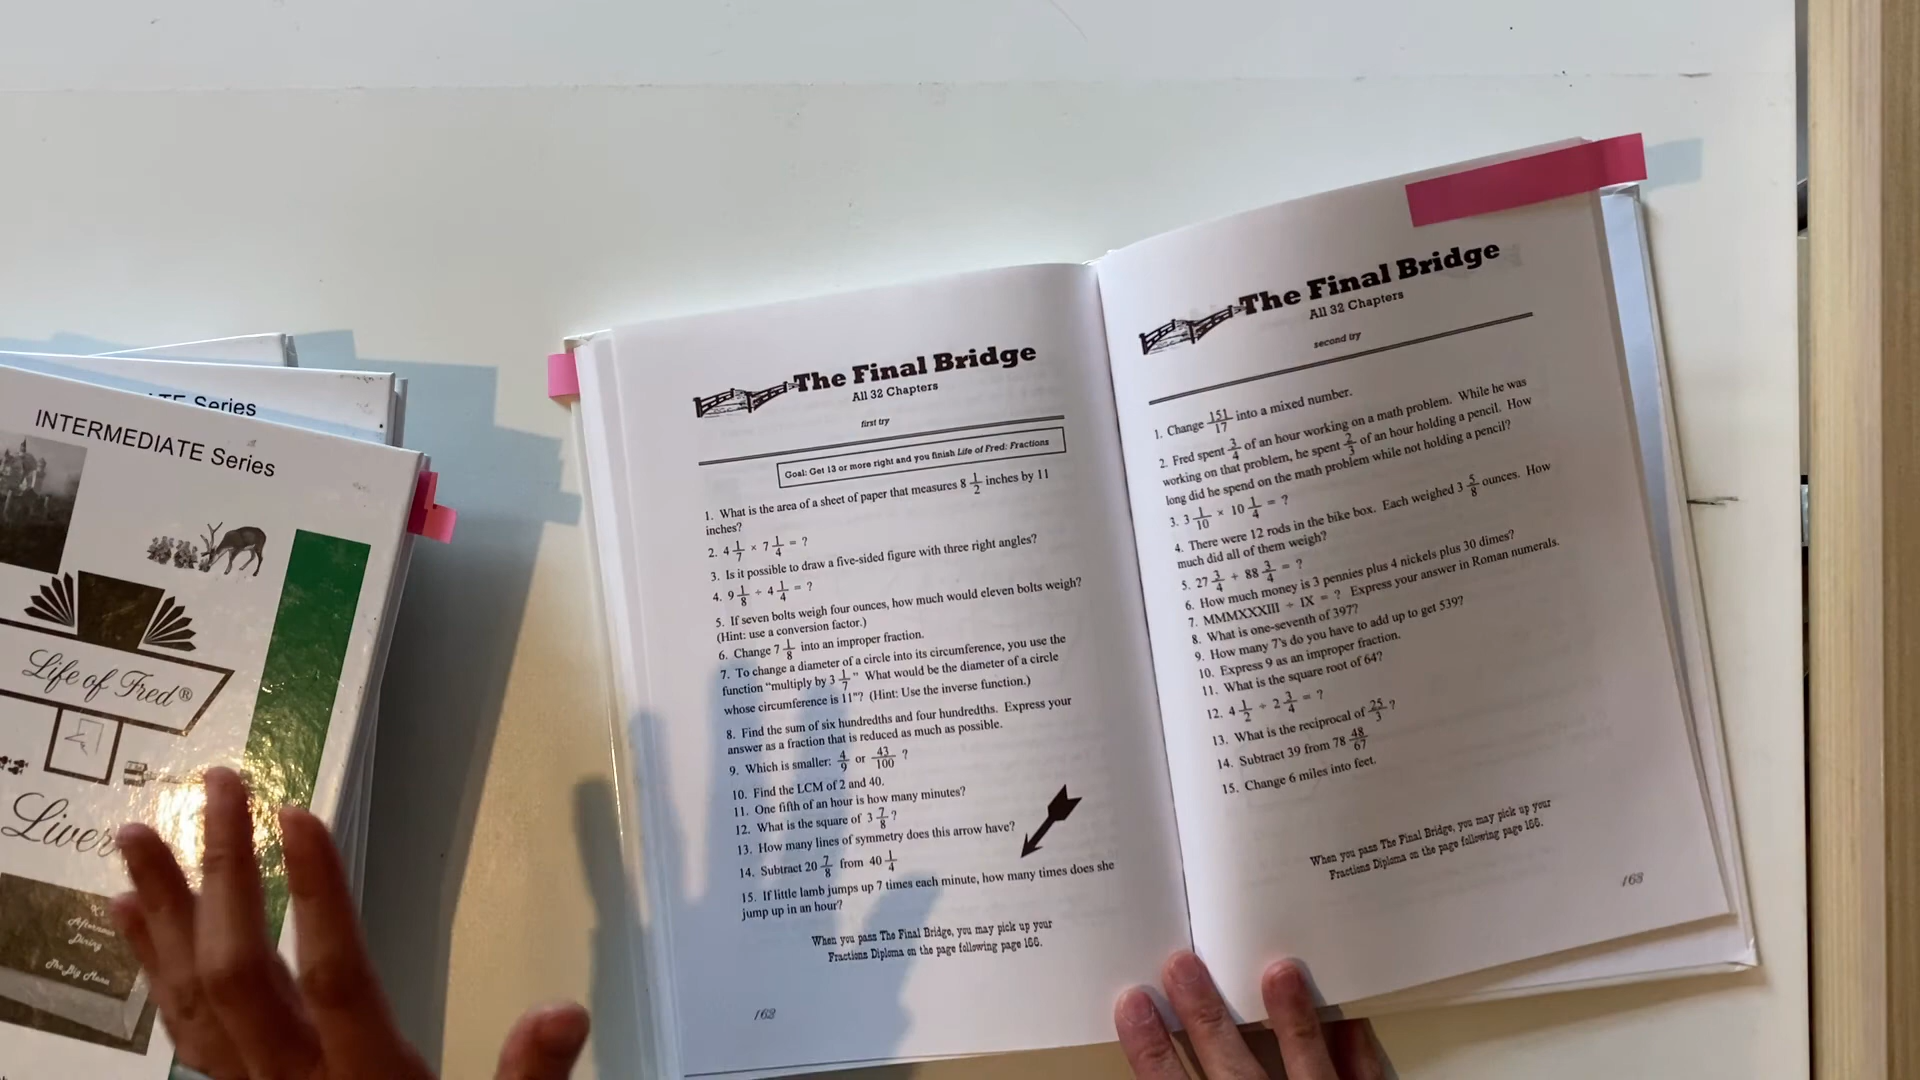 TE Series
INTERMEDIATE Series
Life of Fred®
Liver
Afternoon
Dining
The Big Menu
The Final Bridge
All 32 Chapters
first try
Goal: Get 13 or more right and you finish Life of Fred: Fractions
1. What is the area of a sheet of paper that measures 8 1/2 inches by 11
inches?
2. 4 1/7 × 7 1/4 = ?
3. Is it possible to draw a five-sided figure with three right angles?
4. 9 1/8 ÷ 4 1/4 = ?
5. If seven bolts weigh four ounces, how much would eleven bolts weigh?
(Hint: use a conversion factor.)
6. Change 7 1/8 into an improper fraction.
7. To change a diameter of a circle into its circumference, you use the
function "multiply by 3 1/7" What would be the diameter of a circle
whose circumference is 11"? (Hint: Use the inverse function.)
8. Find the sum of six hundredths and four hundredths. Express your
answer as a fraction that is reduced as much as possible.
9. Which is smaller: 4/9 or 43/100 ?
10. Find the LCM of 2 and 40.
11. One fifth of an hour is how many minutes?
12. What is the square of 3 7/8 ?
13. How many lines of symmetry does this arrow have?
14. Subtract 20 7/8 from 40 1/4
15. If little lamb jumps up 7 times each minute, how many times does she
jump up in an hour?
When you pass The Final Bridge, you may pick up your
Fractions Diploma on the page following page 166.
162
The Final Bridge
All 32 Chapters
second try
1. Change 151/17 into a mixed number.
2. Fred spent 3/4 of an hour working on a math problem. While he was
working on that problem, he spent 2/3 of an hour holding a pencil. How
long did he spend on the math problem while not holding a pencil?
3. 3 1/10 × 10 1/4 = ?
4. There were 12 rods in the bike box. Each weighed 3 5/8 ounces. How
much did all of them weigh?
5. 27 3/4 + 88 3/4 = ?
6. How much money is 3 pennies plus 4 nickels plus 30 dimes?
7. MMMXXXIII ÷ IX = ? Express your answer in Roman numerals.
8. What is one-seventh of 397?
9. How many 7's do you have to add up to get 539?
10. Express 9 as an improper fraction.
11. What is the square root of 64?
12. 4 1/2 ÷ 2 3/4 = ?
13. What is the reciprocal of 25/3 ?
14. Subtract 39 from 78 48/67
15. Change 6 miles into feet.
When you pass The Final Bridge, you may pick up your
Fractions Diploma on the page following page 166.
163